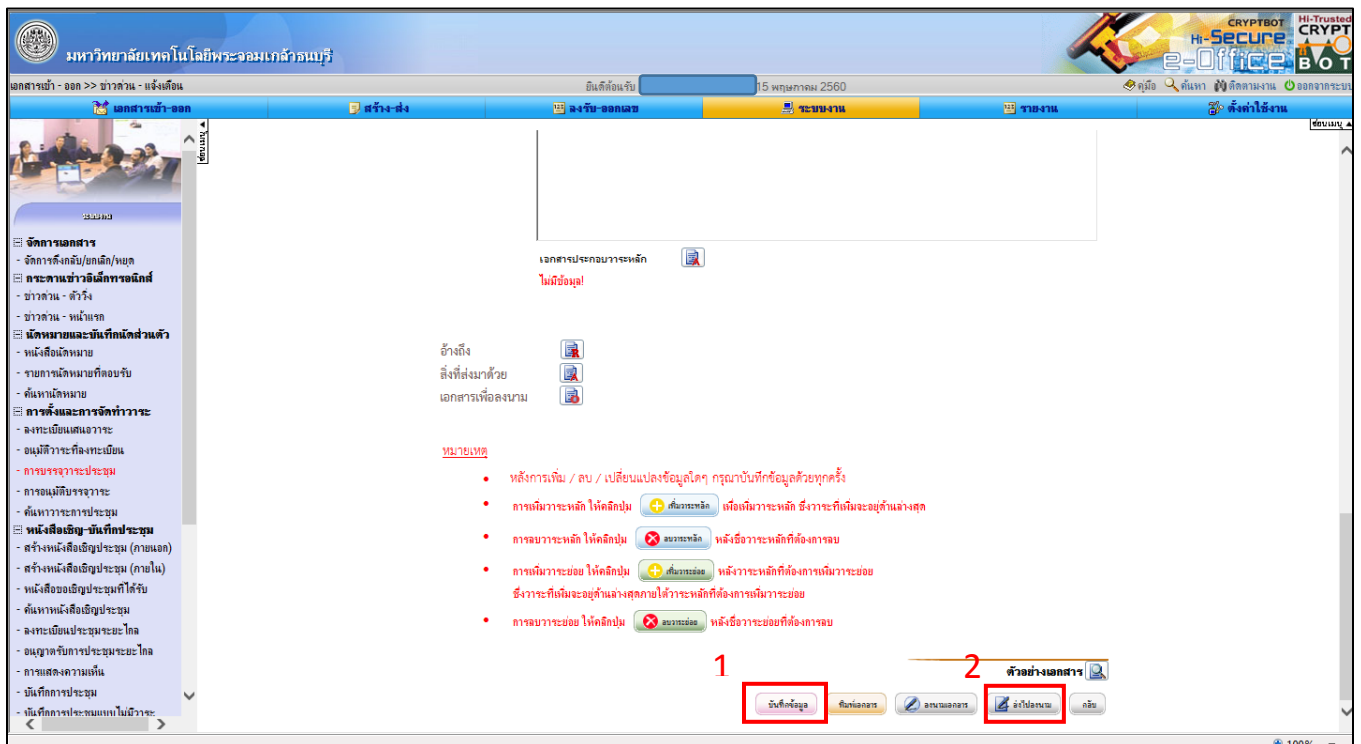 มหาวิทยาลัยเทคโนโลยีพระจอมเกล้าธนบุรี
CRYPTBOT
Hi-Secure
e-Office
Hi-Trusted
CRYPT
BOT
เอกสารเข้า - ออก >> ข่าวด่วน - แจ้งเตือน
ยินดีต้อนรับ
15 พฤษภาคม 2560
คู่มือ ค้นหา ติดตามงาน ออกจากระบบ
เอกสารเข้า-ออก
สร้าง-ส่ง
ลงรับ-ออกเลข
ระบบงาน
รายงาน
ตั้งค่าใช้งาน
ซ่อนเมนู
ซ่อนเมนู
ระบบงาน
จัดการเอกสาร
- จัดการดึงกลับ/ยกเลิก/หยุด
กระดานข่าวอิเล็กทรอนิกส์
- ข่าวด่วน - ตัววิ่ง
- ข่าวด่วน - หน้าแรก
นัดหมายและบันทึกนัดส่วนตัว
- หนังสือนัดหมาย
- รายการนัดหมายที่ตอบรับ
- ค้นหานัดหมาย
การตั้งและการจัดทำวาระ
- ลงทะเบียนเสนอวาระ
- อนุมัติวาระที่ลงทะเบียน
- การบรรจุวาระประชุม
- การอนุมัติบรรจุวาระ
- ค้นหาวาระการประชุม
หนังสือเชิญ-บันทึกประชุม
- สร้างหนังสือเชิญประชุม (ภายนอก)
- สร้างหนังสือเชิญประชุม (ภายใน)
- หนังสือขอเชิญประชุมที่ได้รับ
- ค้นหาหนังสือเชิญประชุม
- ลงทะเบียนประชุมระยะไกล
- อนุญาตรับการประชุมระยะไกล
- การแสดงความเห็น
- บันทึกการประชุม
- บันทึกการประชุมแบบไม่มีวาระ
เอกสารประกอบวาระหลัก
ไม่มีข้อมูล!
อ้างถึง
สิ่งที่ส่งมาด้วย
เอกสารเพื่อลงนาม
หมายเหตุ
• หลังการเพิ่ม / ลบ / เปลี่ยนแปลงข้อมูลใดๆ กรุณาบันทึกข้อมูลด้วยทุกครั้ง
• การเพิ่มวาระหลัก ให้คลิกปุ่ม เพิ่มวาระหลัก เพื่อเพิ่มวาระหลัก ซึ่งวาระที่เพิ่มจะอยู่ด้านล่างสุด
• การลบวาระหลัก ให้คลิกปุ่ม ลบวาระหลัก หลังชื่อวาระหลักที่ต้องการลบ
• การเพิ่มวาระย่อย ให้คลิกปุ่ม เพิ่มวาระย่อย หลังวาระหลักที่ต้องการเพิ่มวาระย่อย
ซึ่งวาระที่เพิ่มจะอยู่ด้านล่างสุดภายใต้วาระหลักที่ต้องการเพิ่มวาระย่อย
• การลบวาระย่อย ให้คลิกปุ่ม ลบวาระย่อย หลังชื่อวาระย่อยที่ต้องการลบ
1
2
ตัวอย่างเอกสาร
บันทึกข้อมูล พิมพ์เอกสาร ลงนามเอกสาร ส่งไปลงนาม กลับ
100%